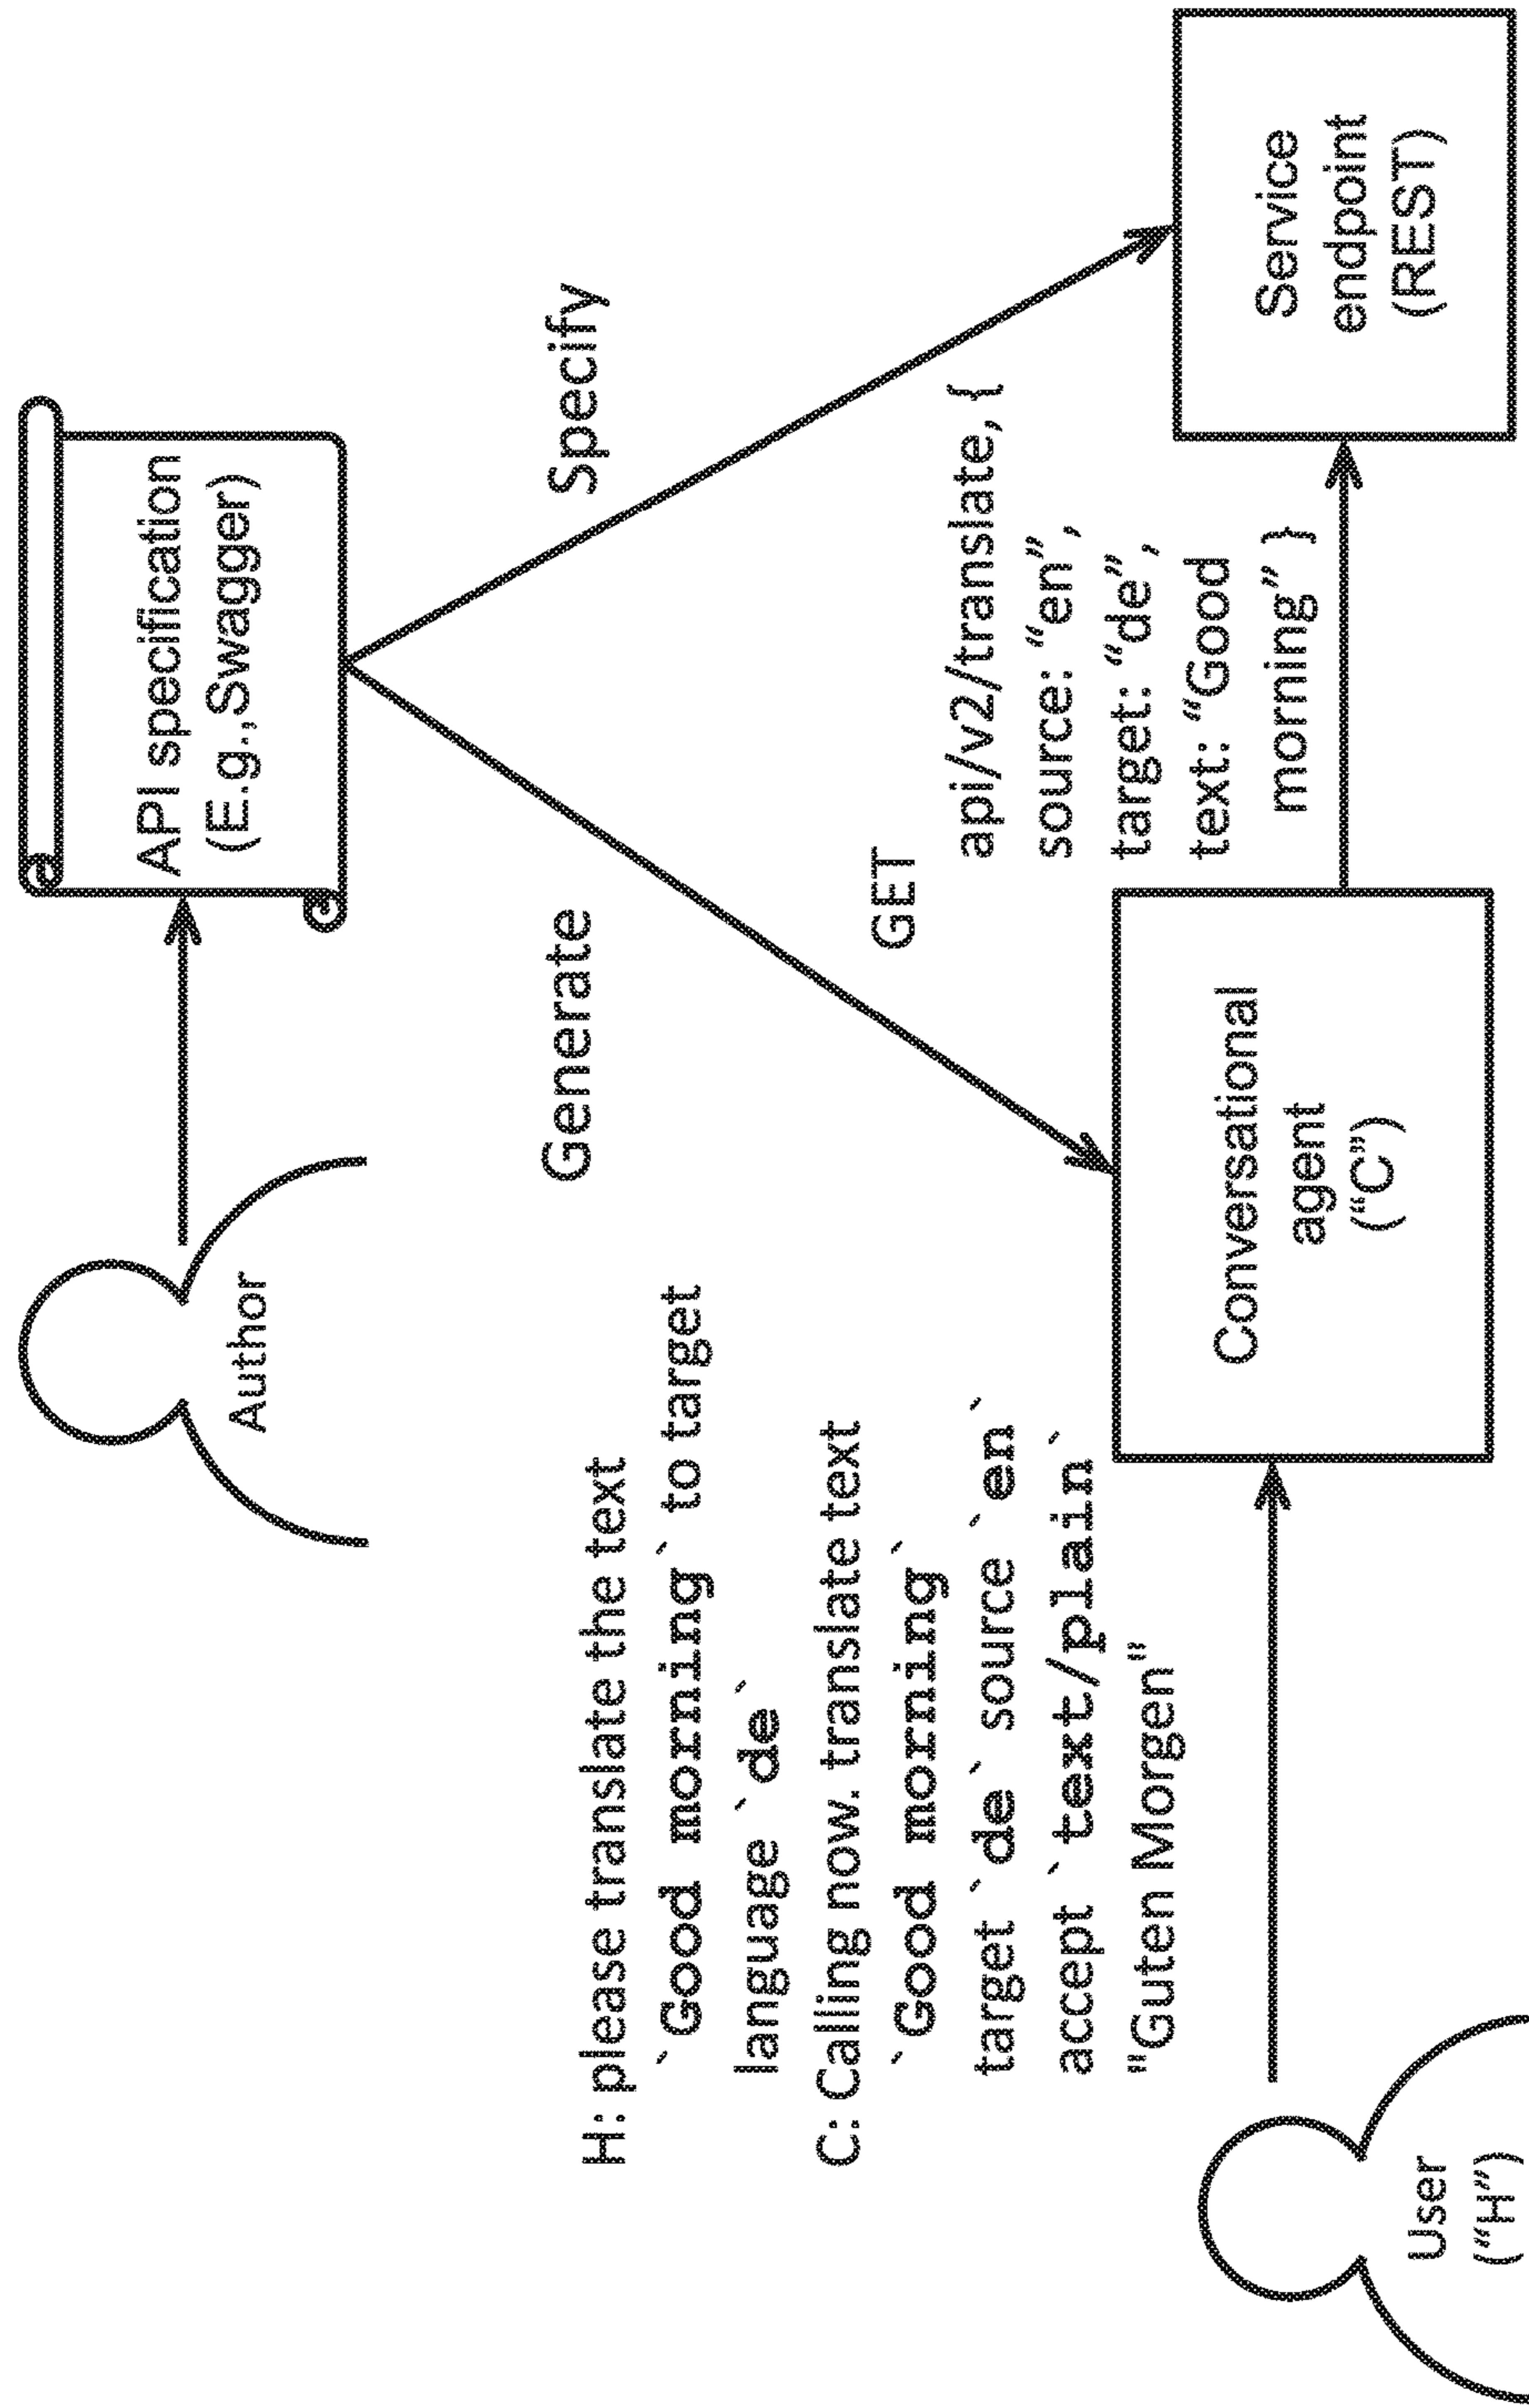 Author
API specification
(E.g.,Swagger)
Generate
Specify
H: please translate the text
`Good morning` to target
language `de`
C: Calling now. translate text
`Good morning`
target `de` source `en`
accept `text/plain`
"Guten Morgen"
GET
api/v2/translate, {
source: “en”,
target: “de”,
text: “Good
morning” }
User
(“H”)
Conversational
agent
(“C”)
Service
endpoint
(REST)